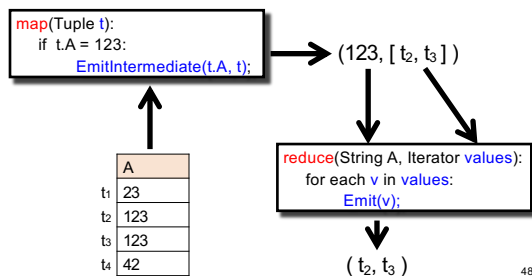 map(Tuple t):
if t.A = 123:
EmitIntermediate(t.A, t);
(123, [ t₂, t₃ ] )
A
t₁ 23
t₂ 123
t₃ 123
t₄ 42
reduce(String A, Iterator values):
for each v in values:
Emit(v);
( t₂, t₃ )
48